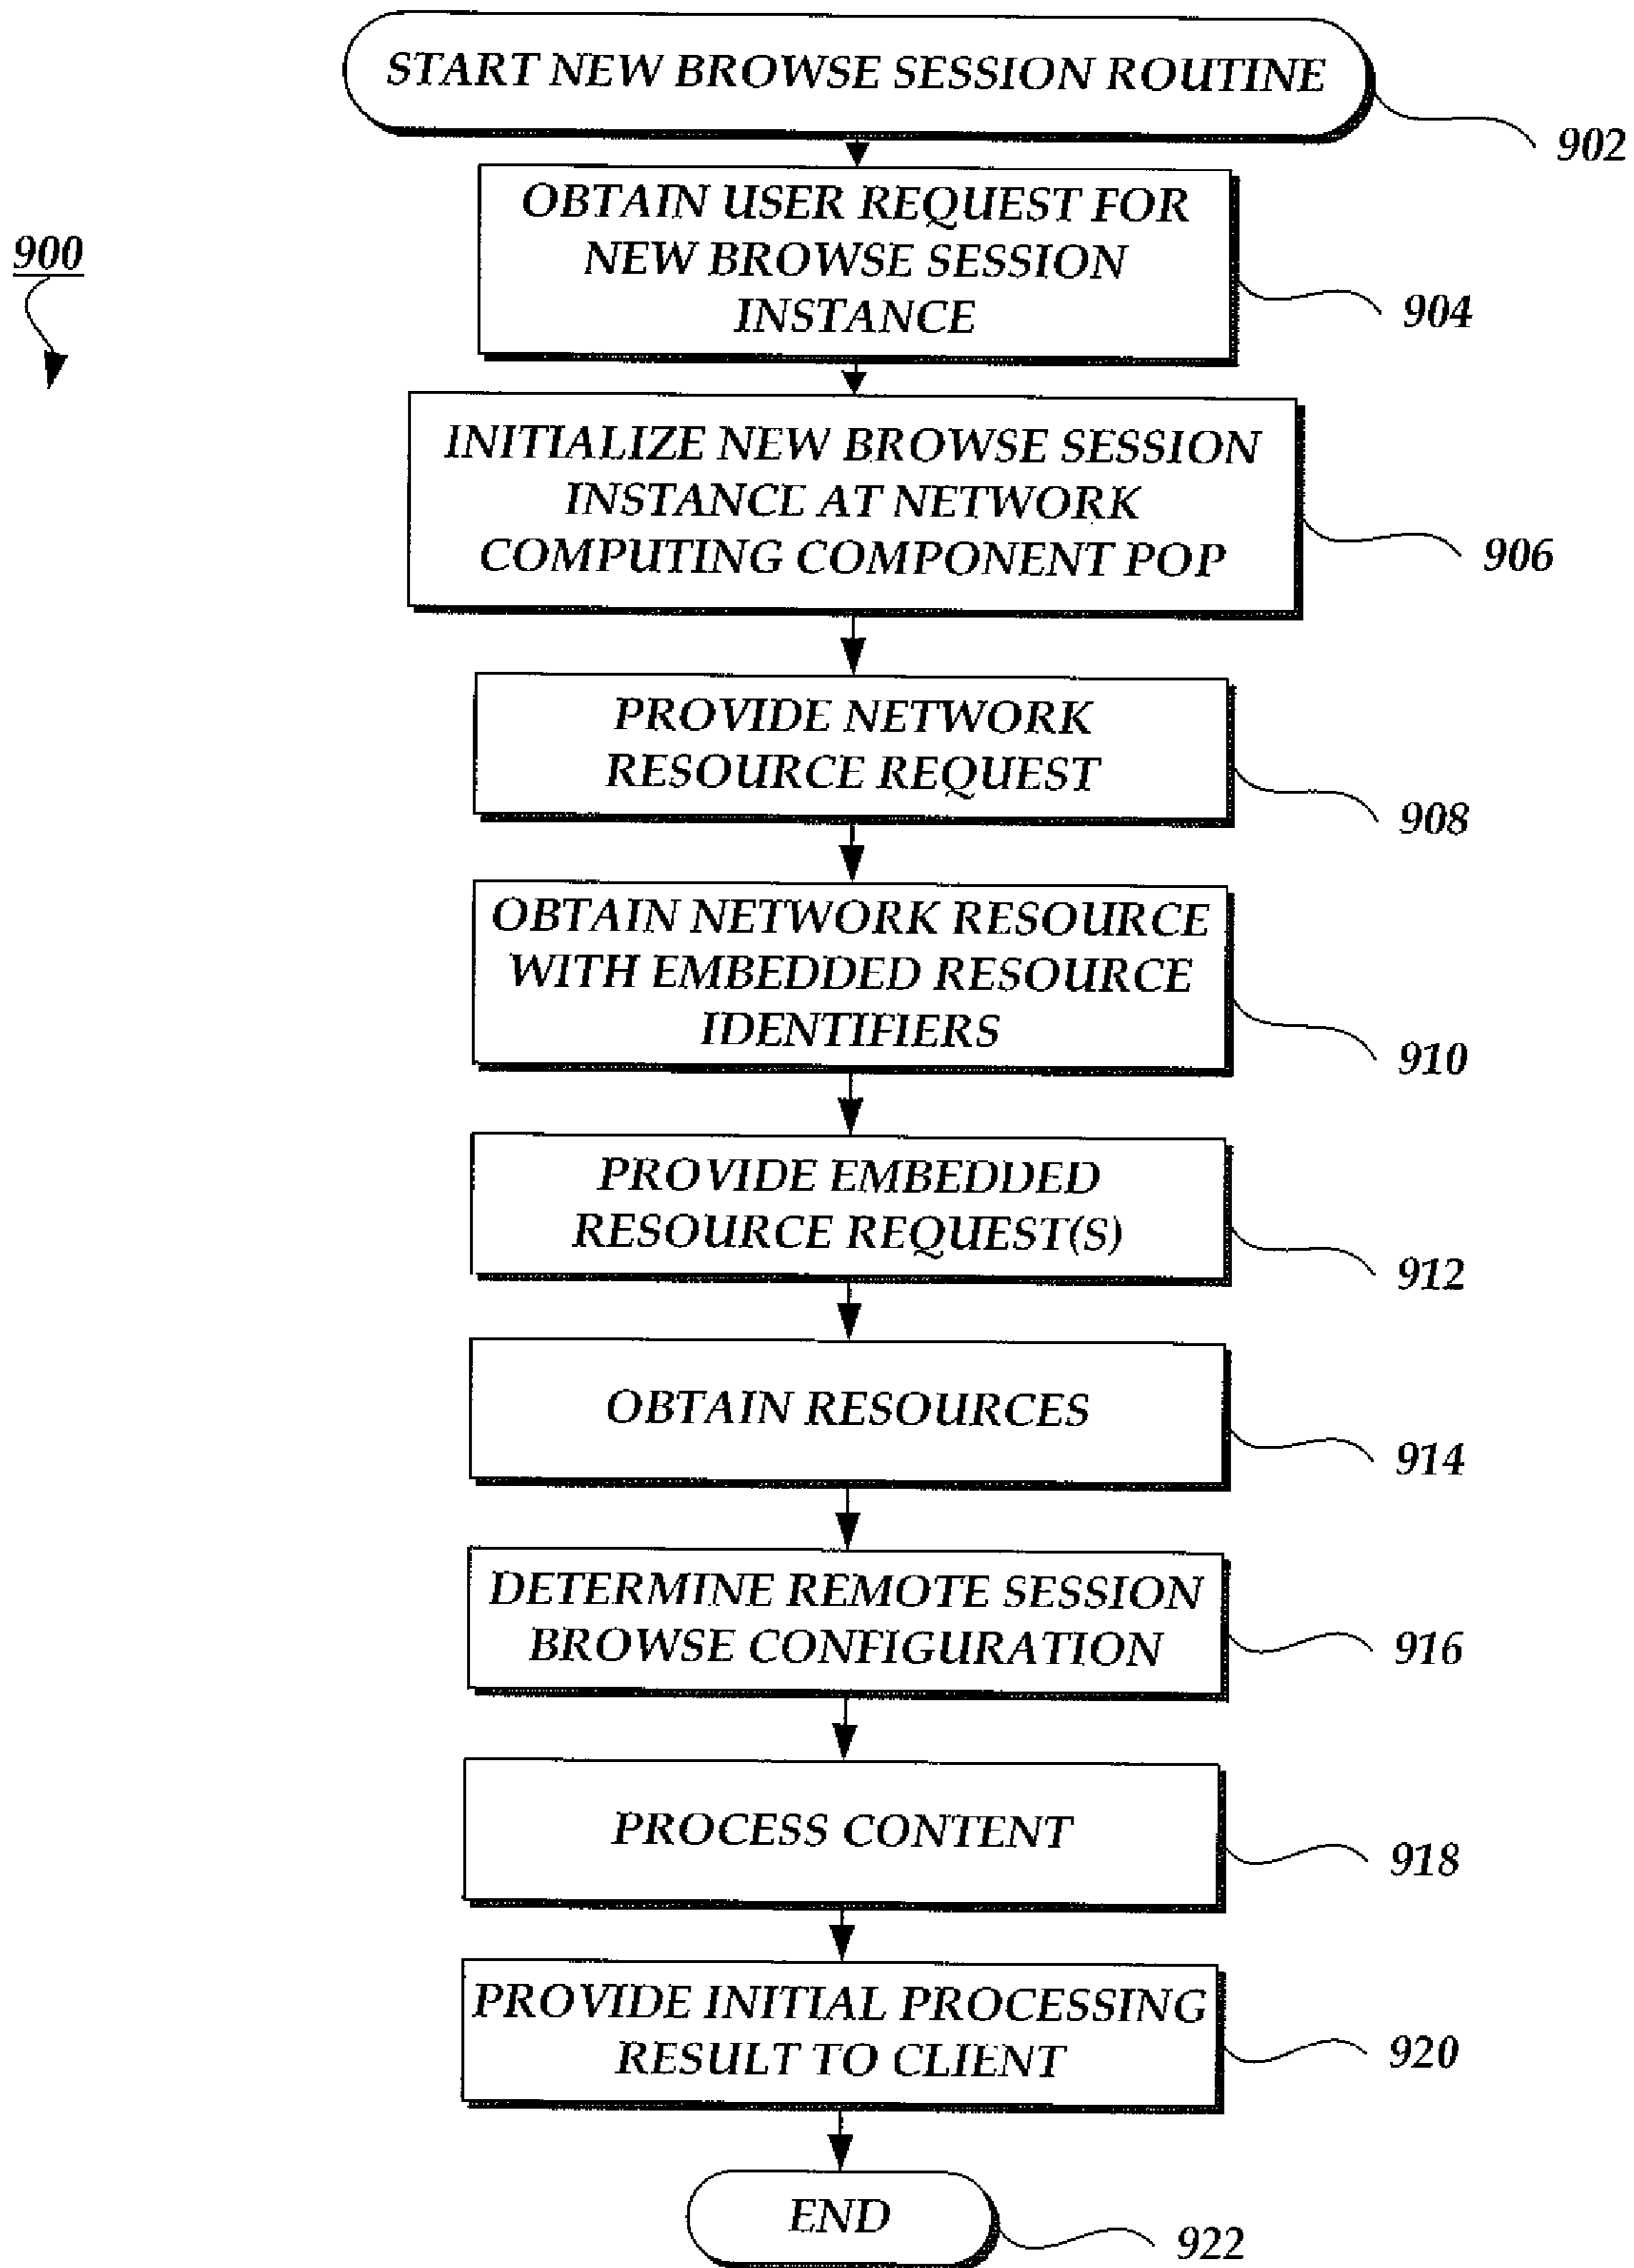 START NEW BROWSE SESSION ROUTINE
902
900
OBTAIN USER REQUEST FOR
NEW BROWSE SESSION
INSTANCE
904
INITIALIZE NEW BROWSE SESSION
INSTANCE AT NETWORK
COMPUTING COMPONENT POP
906
PROVIDE NETWORK
RESOURCE REQUEST
908
OBTAIN NETWORK RESOURCE
WITH EMBEDDED RESOURCE
IDENTIFIERS
910
PROVIDE EMBEDDED
RESOURCE REQUEST(S)
912
OBTAIN RESOURCES
914
DETERMINE REMOTE SESSION
BROWSE CONFIGURATION
916
PROCESS CONTENT
918
PROVIDE INITIAL PROCESSING
RESULT TO CLIENT
920
END
922